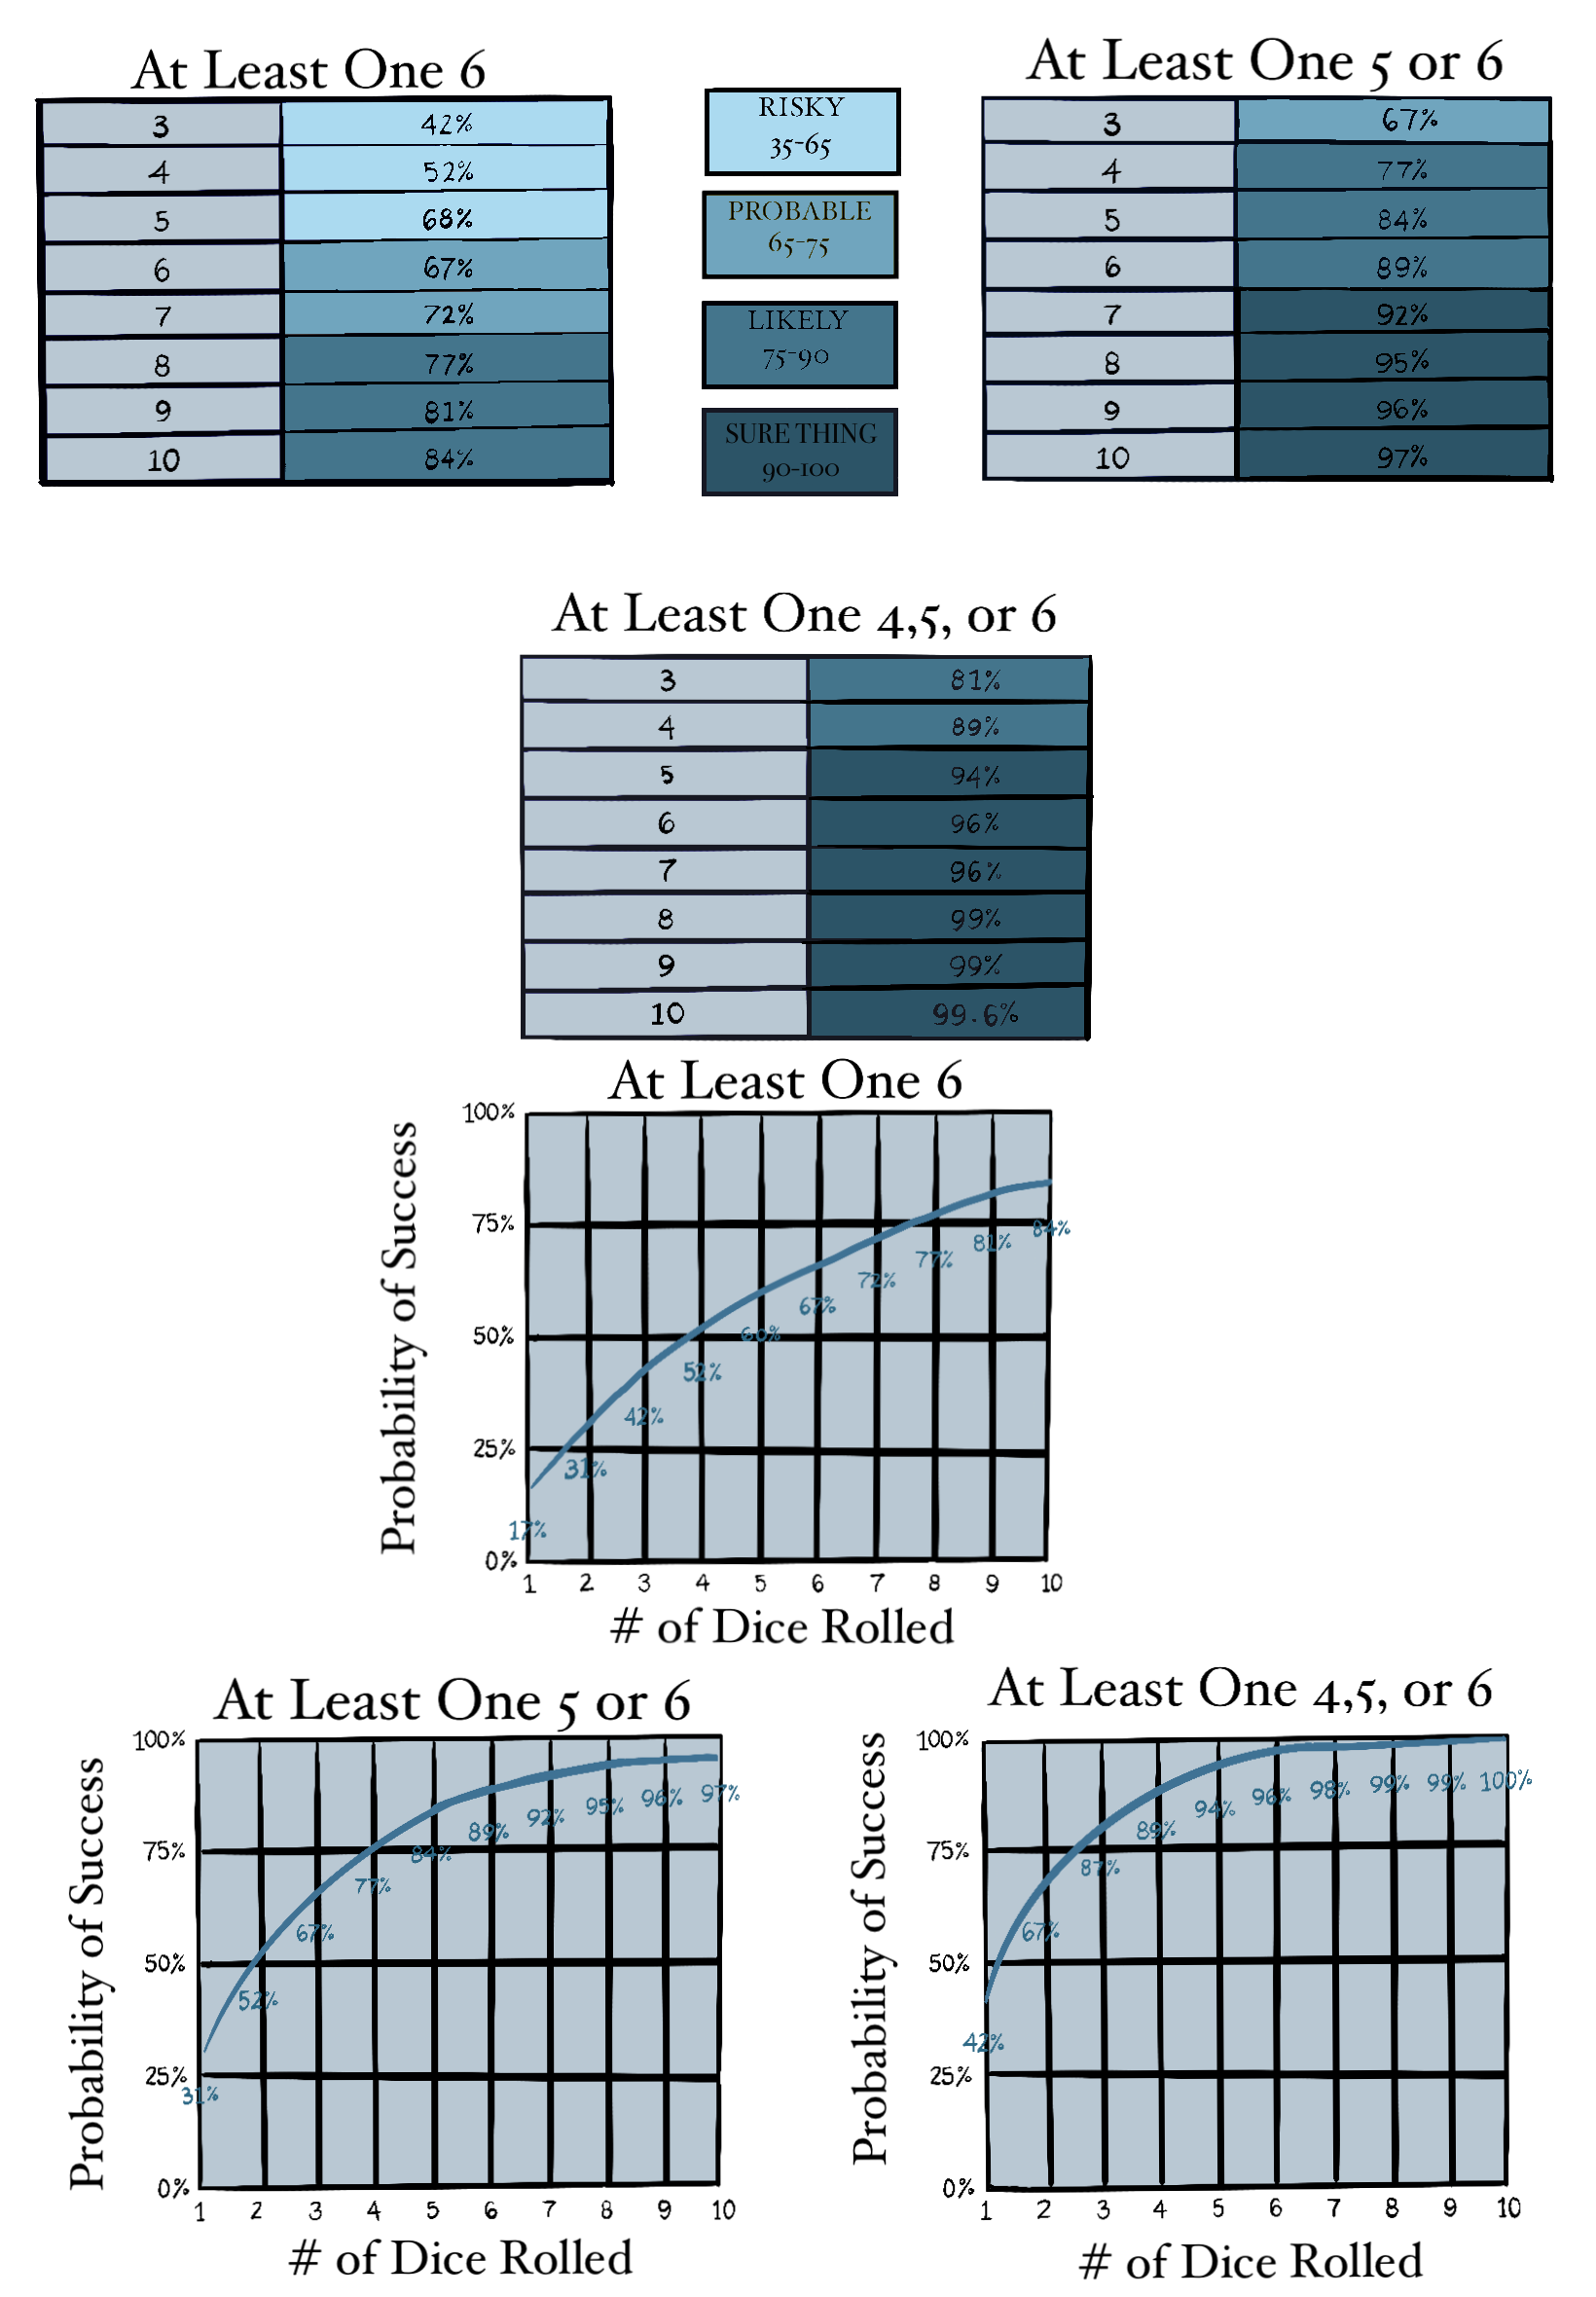 At Least One 6
3 42%
4 52%
5 68%
6 67%
7 72%
8 77%
9 81%
10 84%
RISKY
35-65
PROBABLE
65-75
LIKELY
75-90
SURE THING
90-100
At Least One 5 or 6
3 67%
4 77%
5 84%
6 89%
7 92%
8 95%
9 96%
10 97%
At Least One 4,5, or 6
3 81%
4 89%
5 94%
6 96%
7 96%
8 99%
9 99%
10 99.6%
At Least One 6
Probability of Success
100%
75%
50%
25%
0%
17% 31% 42% 52% 60% 67% 72% 77% 81% 84%
1 2 3 4 5 6 7 8 9 10
# of Dice Rolled
At Least One 5 or 6
Probability of Success
100%
75%
50%
25%
0%
31% 52% 67% 77% 84% 89% 92% 95% 96% 97%
1 2 3 4 5 6 7 8 9 10
# of Dice Rolled
At Least One 4,5, or 6
Probability of Success
100%
75%
50%
25%
0%
42% 67% 87% 89% 94% 96% 98% 99% 99% 100%
1 2 3 4 5 6 7 8 9 10
# of Dice Rolled